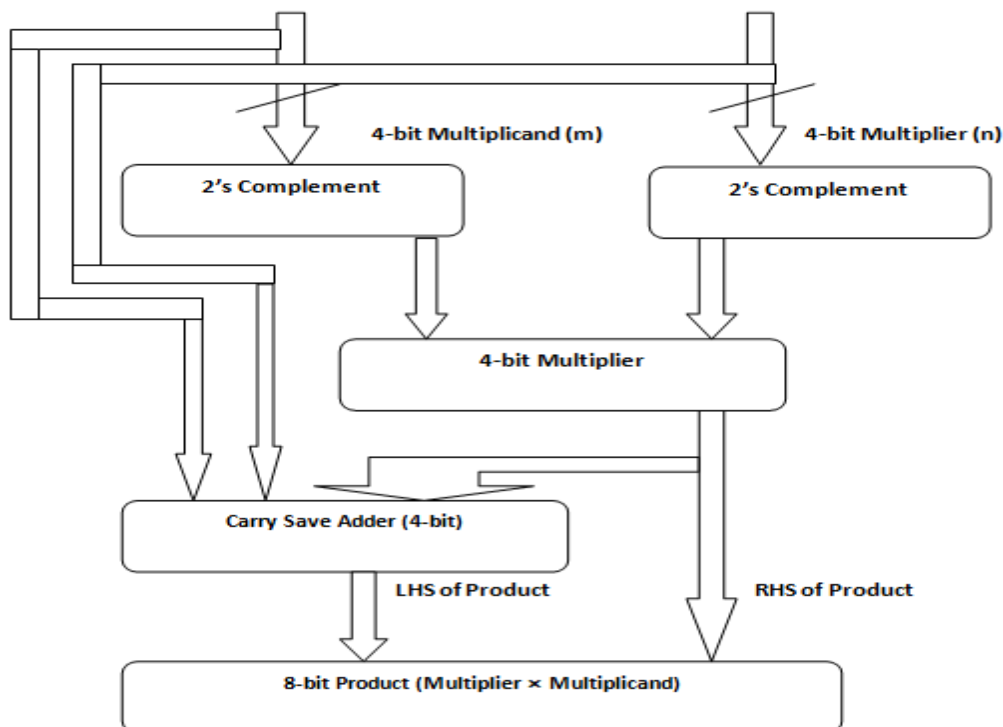 4-bit Multiplicand (m)
4-bit Multiplier (n)
2’s Complement
2’s Complement
4-bit Multiplier
Carry Save Adder (4-bit)
LHS of Product
RHS of Product
8-bit Product (Multiplier × Multiplicand)